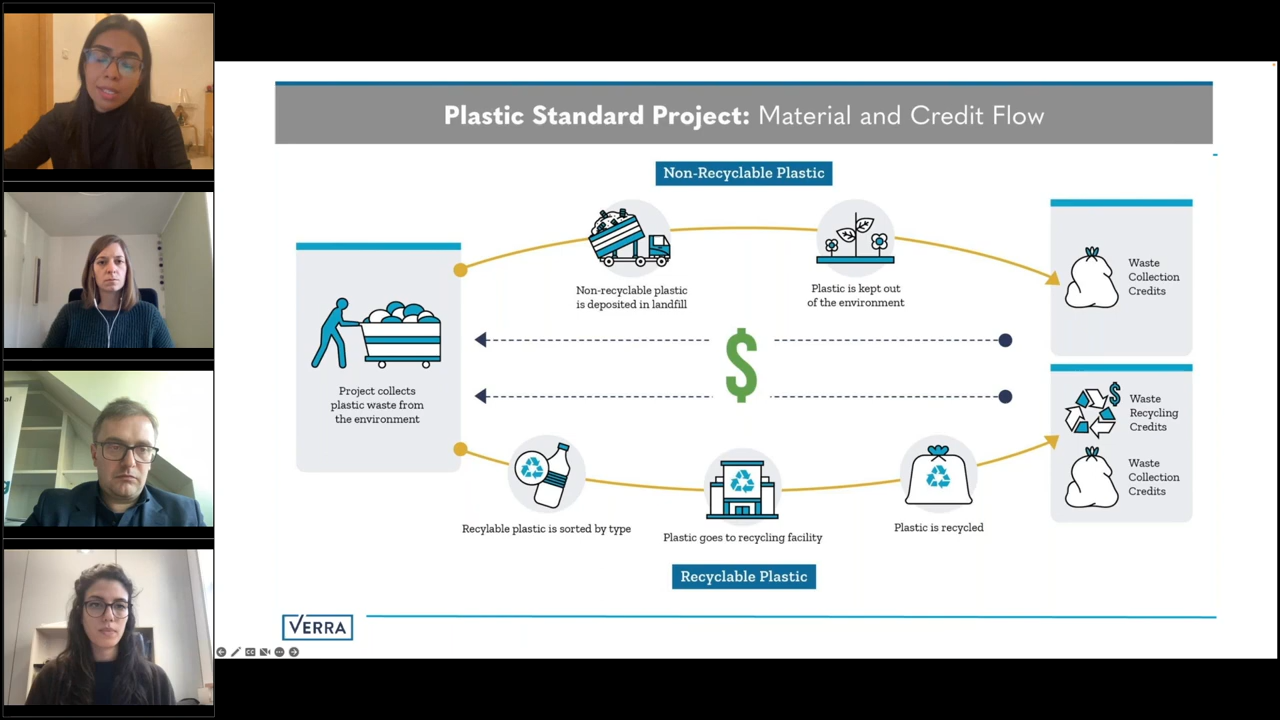 Plastic Standard Project: Material and Credit Flow
Non-Recyclable Plastic
Non-recyclable plastic
is deposited in landfill
Plastic is kept out
of the environment
Waste
Collection
Credits
Project collects
plastic waste from
the environment
$
$
Waste
Recycling
Credits
Waste
Collection
Credits
Recylable plastic is sorted by type
Plastic goes to recycling facility
Plastic is recycled
Recyclable Plastic
VERRA